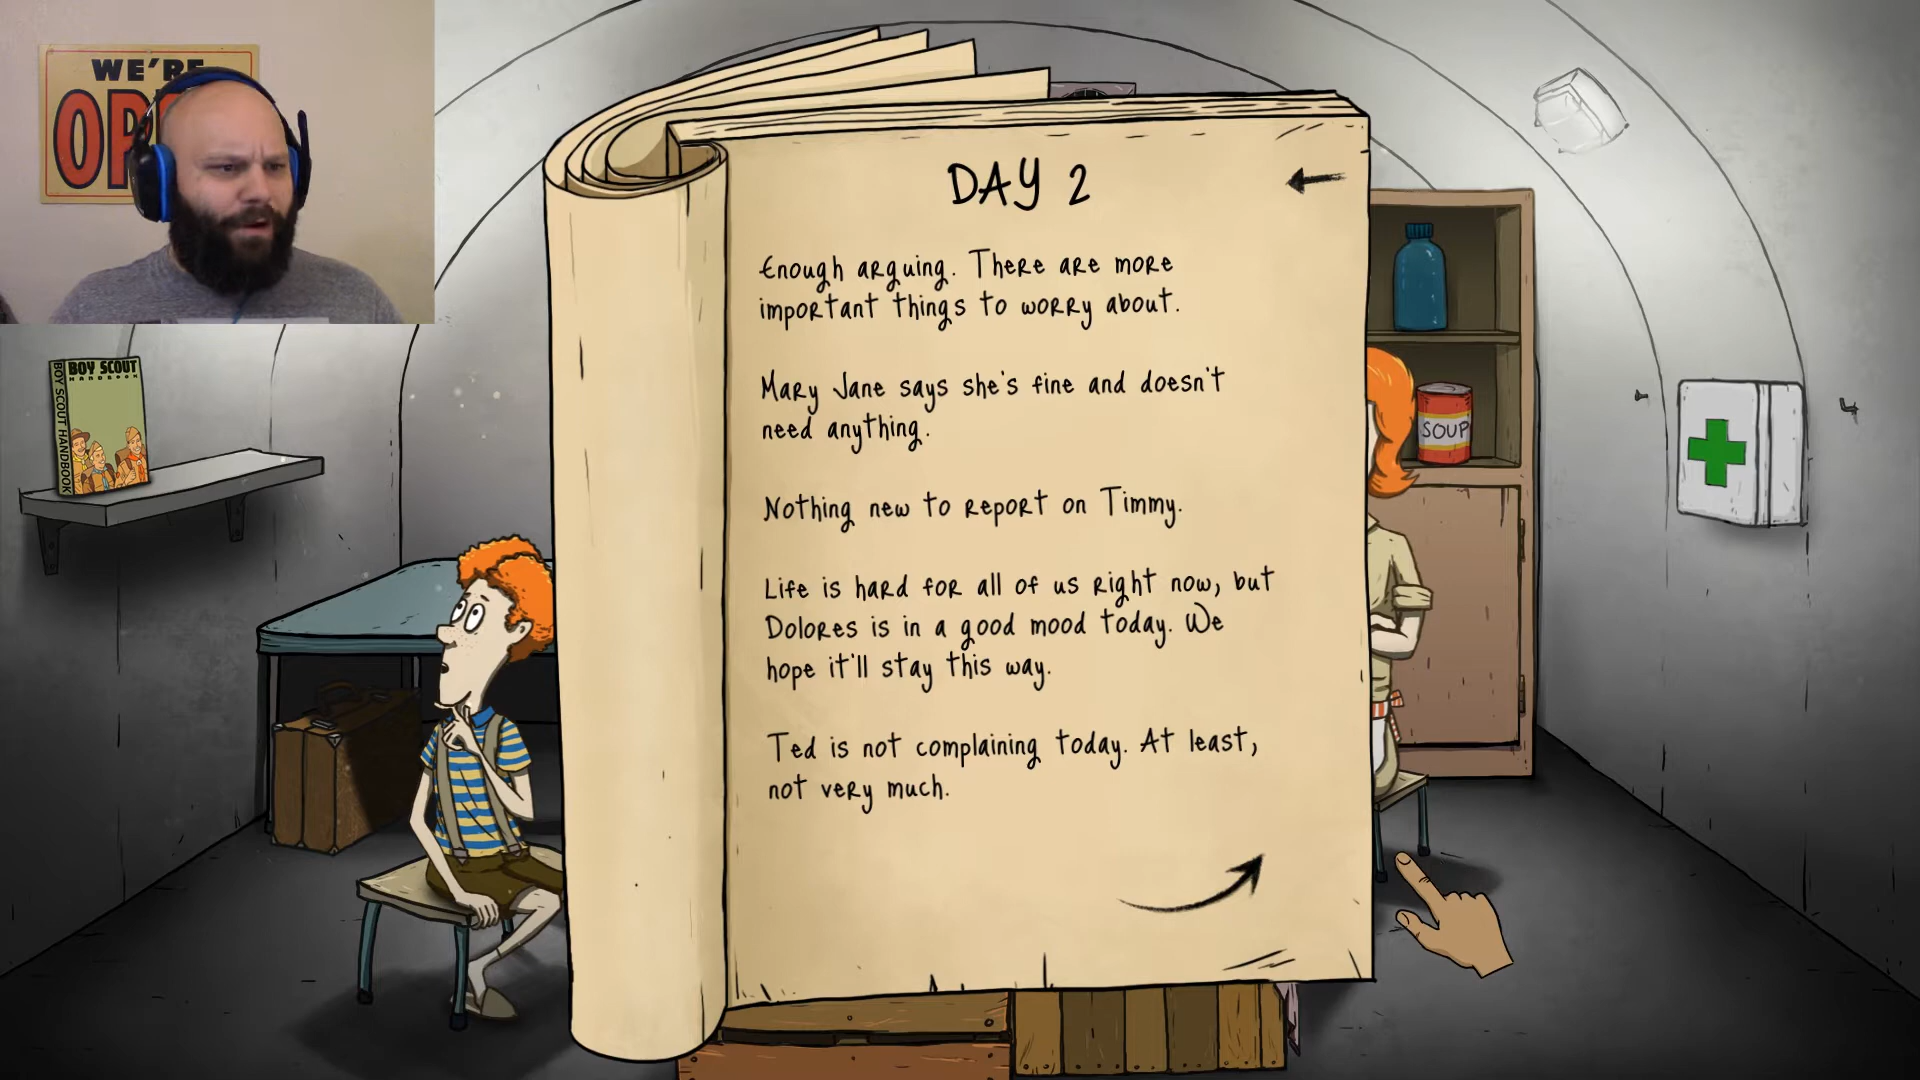 WE'RE
BOY SCOUT
HANDBOOK
BOY SCOUT HANDBOOK
DAY 2
Enough arguing. There are more
important things to worry about.
Mary Jane says she's fine and doesn't
need anything.
Nothing new to report on Timmy.
Life is hard for all of us right now, but
Dolores is in a good mood today. We
hope it'll stay this way.
Ted is not complaining today. At least,
not very much.
SOUP